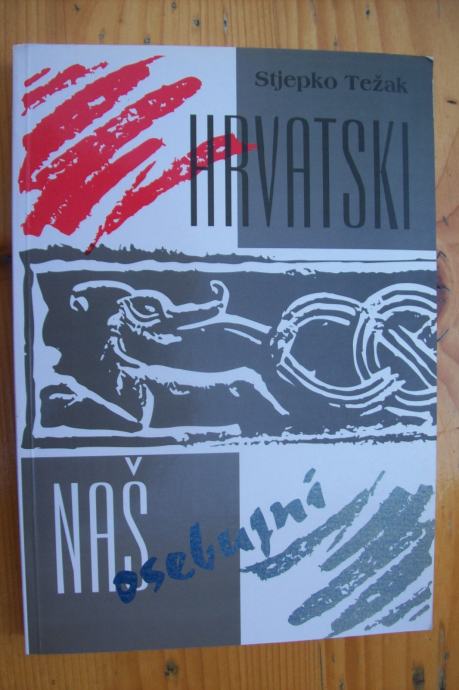 Stjepko Težak
HRVATSKI
NAŠ
osebujni